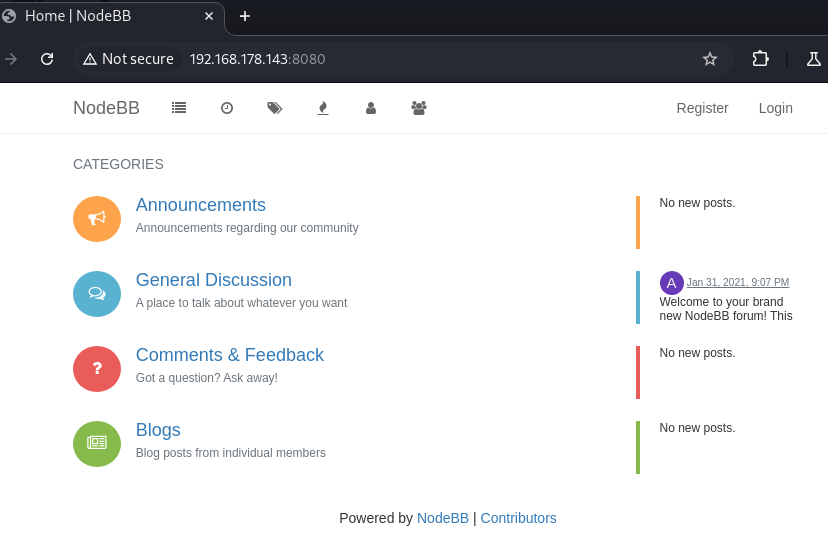 Home | NodeBB
Not secure 192.168.178.143:8080
NodeBB Register Login
CATEGORIES
Announcements
Announcements regarding our community
No new posts.
General Discussion
A place to talk about whatever you want
A Jan 31, 2021, 9:07 PM
Welcome to your brand
new NodeBB forum! This
Comments & Feedback
Got a question? Ask away!
No new posts.
Blogs
Blog posts from individual members
No new posts.
Powered by NodeBB | Contributors